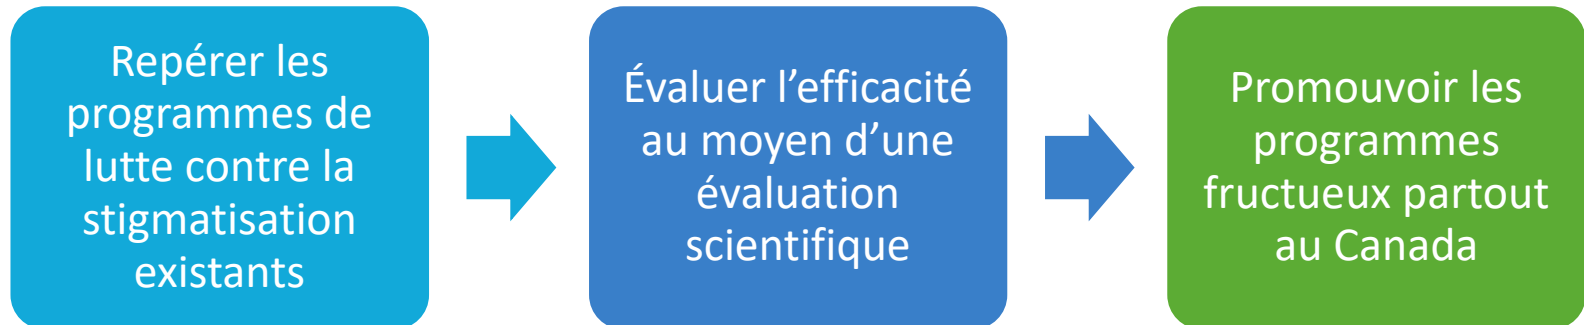 Repérer les
programmes de
lutte contre la
stigmatisation
existants
Évaluer l’efficacité
au moyen d’une
évaluation
scientifique
Promouvoir les
programmes
fructueux partout
au Canada